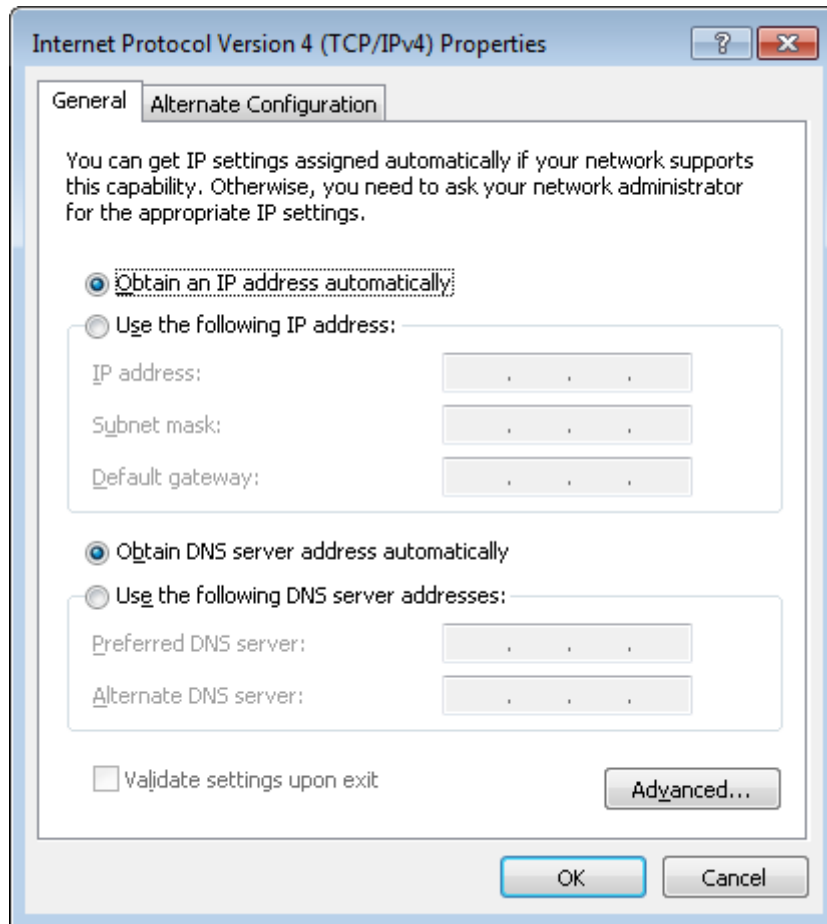 Internet Protocol Version 4 (TCP/IPv4) Properties
General
Alternate Configuration
You can get IP settings assigned automatically if your network supports
this capability. Otherwise, you need to ask your network administrator
for the appropriate IP settings.
Obtain an IP address automatically
Use the following IP address:
IP address:
Subnet mask:
Default gateway:
Obtain DNS server address automatically
Use the following DNS server addresses:
Preferred DNS server:
Alternate DNS server:
Validate settings upon exit
Advanced...
OK
Cancel